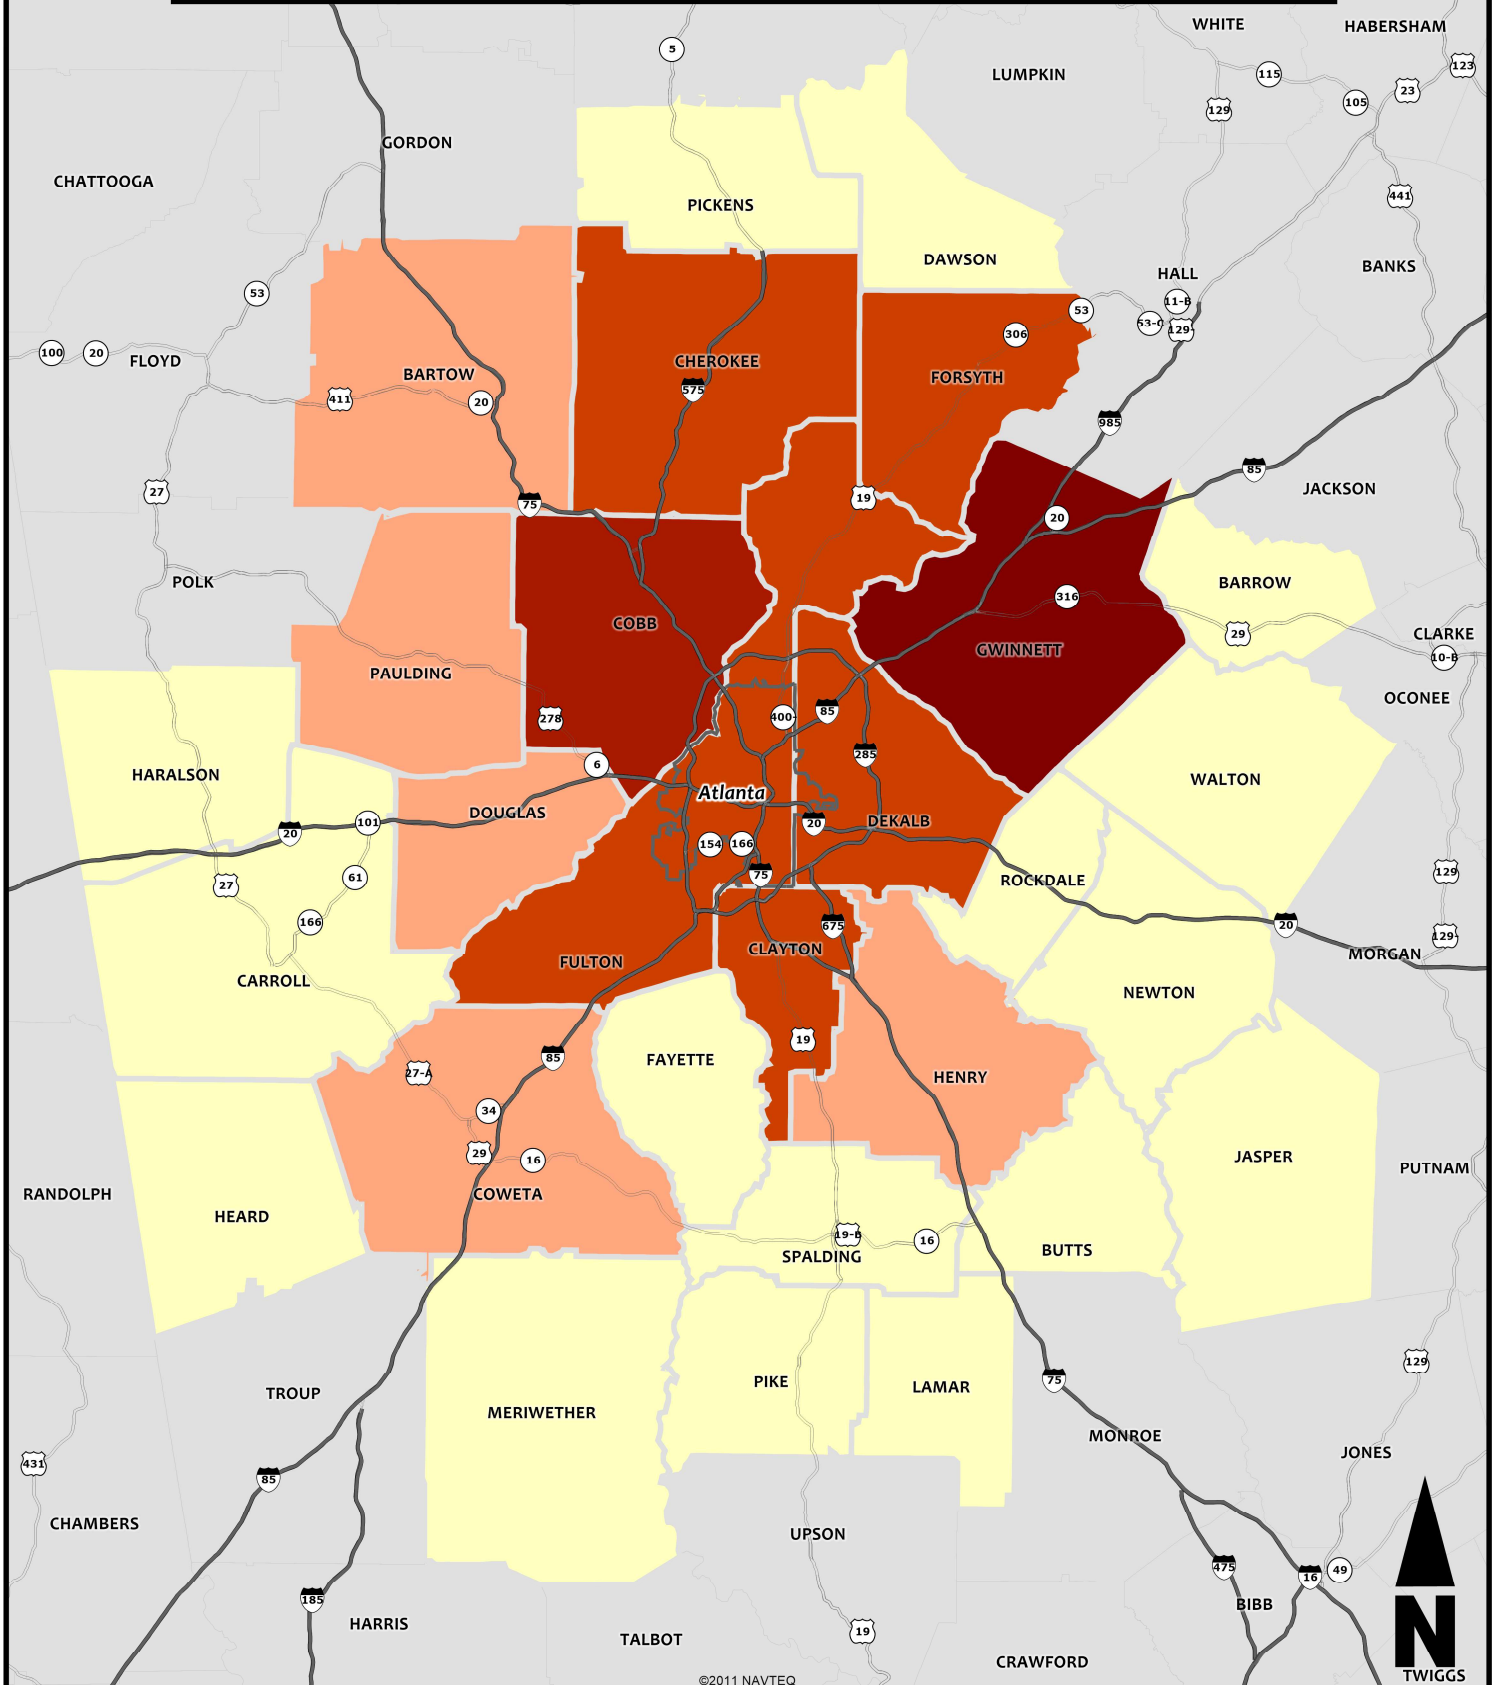 WHITE
HABERSHAM
5
LUMPKIN
115
123
23
105
129
GORDON
CHATTOOGA
441
PICKENS
DAWSON
BANKS
HALL
53
11-B
53
53-C
129-
306
100
20
FLOYD
CHEROKEE
BARTOW
FORSYTH
575
411
20
985
85
27
JACKSON
75
19
20
POLK
BARROW
316
COBB
29
CLARKE
GWINNETT
10-B
PAULDING
OCONEE
278
400-
85
285
6
HARALSON
WALTON
Atlanta
DOUGLAS
101
20
20
DEKALB
154
166
75
27
61
ROCKDALE
129
166
675
20
129-
FULTON
CLAYTON
MORGAN
CARROLL
NEWTON
19
85
FAYETTE
27-A
HENRY
34
29
16
JASPER
PUTNAM
RANDOLPH
COWETA
HEARD
19-B
16
SPALDING
BUTTS
129
75
PIKE
LAMAR
TROUP
MERIWETHER
MONROE
JONES
431
85
CHAMBERS
UPSON
475
16
49
185
BIBB
HARRIS
19
N
TALBOT
CRAWFORD
TWIGGS
©2011 NAVTEQ